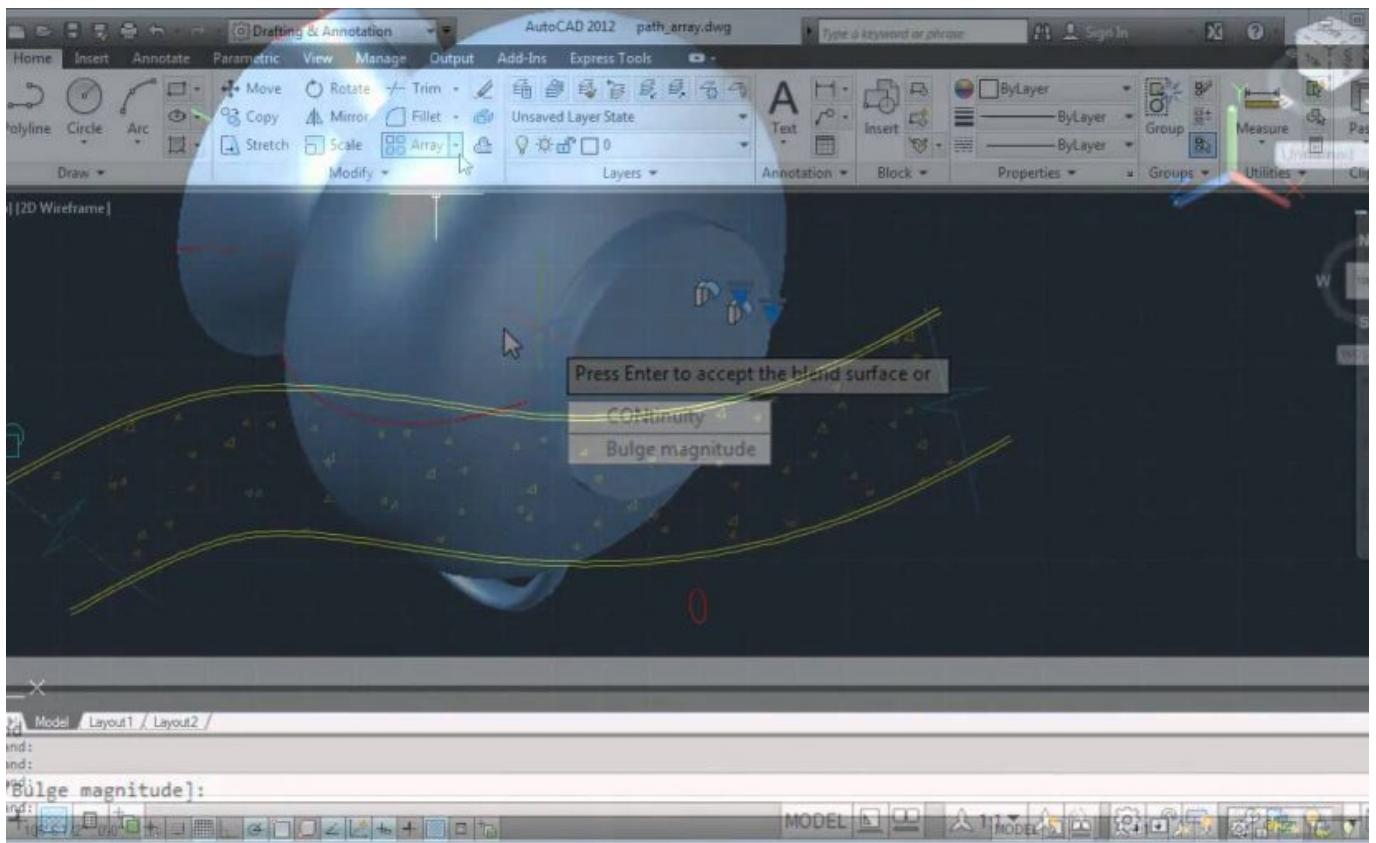 Drafting & Annotation
AutoCAD 2012 path_array.dwg
Type a keyword or phrase
Sign In
Home Insert Annotate Parametric View Manage Output Add-Ins Express Tools
Move Rotate Trim
ByLayer
Copy Mirror Fillet Unsaved Layer State
Polyline Circle Arc
Text Insert
ByLayer
Group Measure
Stretch Scale Array 0
ByLayer
Draw Modify Layers Annotation Block Properties Groups Utilities
[2D Wireframe]
N
W
S
Press Enter to accept the blend surface or
CONtinuity
Bulge magnitude
Model Layout1 Layout2
Bulge magnitude]:
MODEL
MODEL